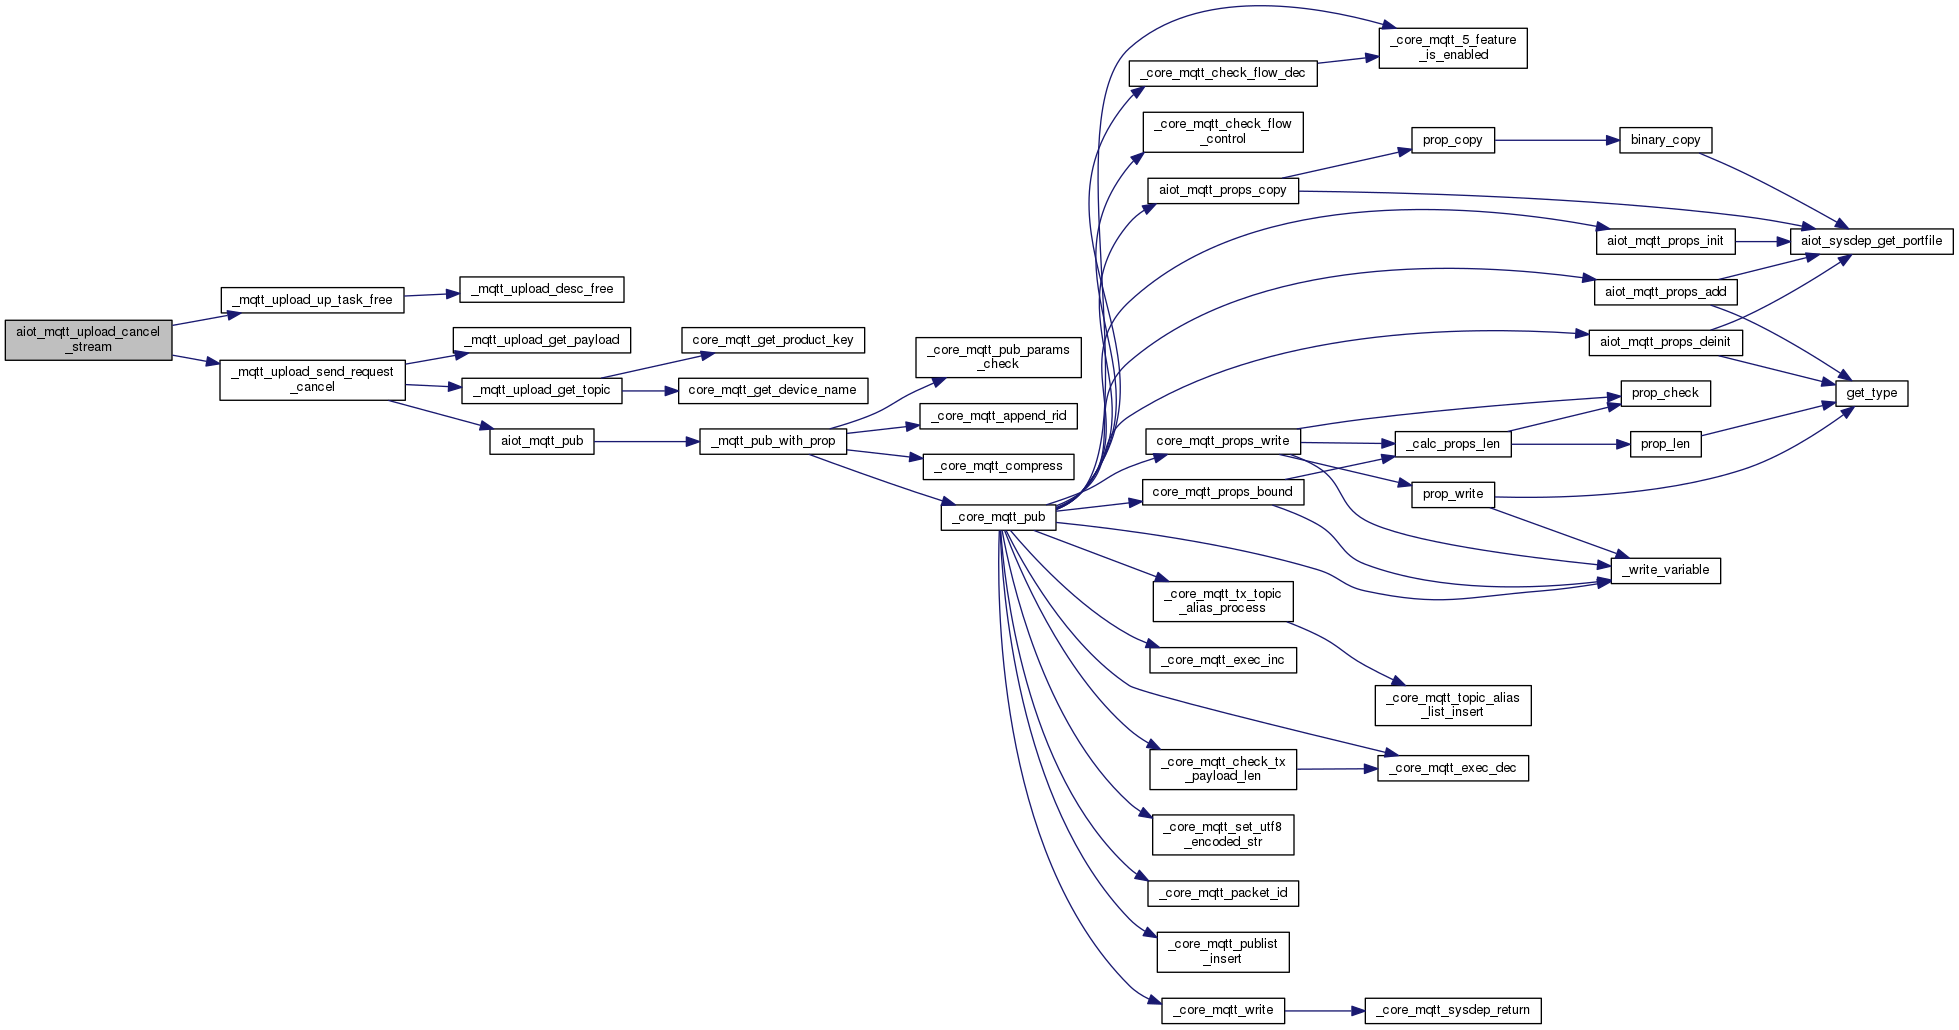 aiot_mqtt_upload_cancel
_stream
_mqtt_upload_up_task_free
_mqtt_upload_desc_free
_mqtt_upload_send_request
_cancel
_mqtt_upload_get_payload
_mqtt_upload_get_topic
core_mqtt_get_product_key
core_mqtt_get_device_name
aiot_mqtt_pub
_mqtt_pub_with_prop
_core_mqtt_pub_params
_check
_core_mqtt_append_rid
_core_mqtt_compress
_core_mqtt_pub
_core_mqtt_5_feature
_is_enabled
_core_mqtt_check_flow_dec
_core_mqtt_check_flow
_control
aiot_mqtt_props_copy
prop_copy
binary_copy
aiot_sysdep_get_portfile
aiot_mqtt_props_init
aiot_mqtt_props_add
aiot_mqtt_props_deinit
get_type
core_mqtt_props_write
prop_check
_calc_props_len
prop_len
core_mqtt_props_bound
prop_write
_write_variable
_core_mqtt_tx_topic
_alias_process
_core_mqtt_exec_inc
_core_mqtt_topic_alias
_list_insert
_core_mqtt_check_tx
_payload_len
_core_mqtt_exec_dec
_core_mqtt_set_utf8
_encoded_str
_core_mqtt_packet_id
_core_mqtt_publist
_insert
_core_mqtt_write
_core_mqtt_sysdep_return